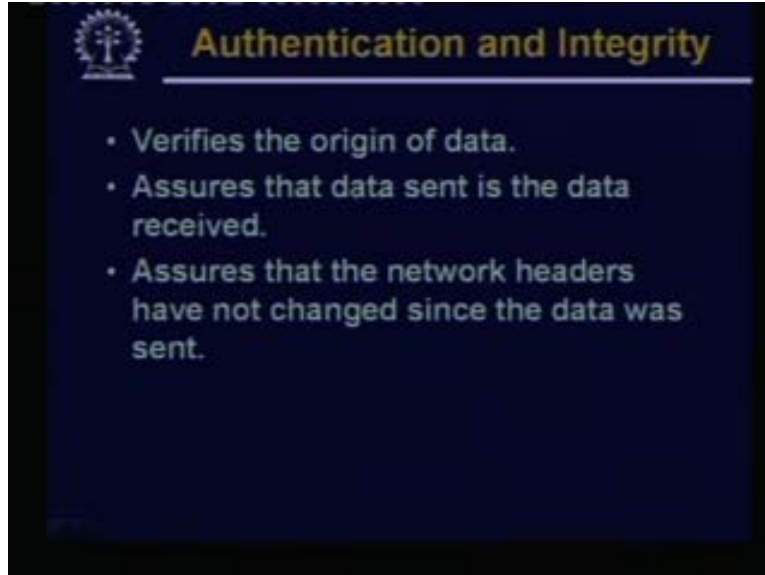 Authentication and Integrity
• Verifies the origin of data.
• Assures that data sent is the data
received.
• Assures that the network headers
have not changed since the data was
sent.